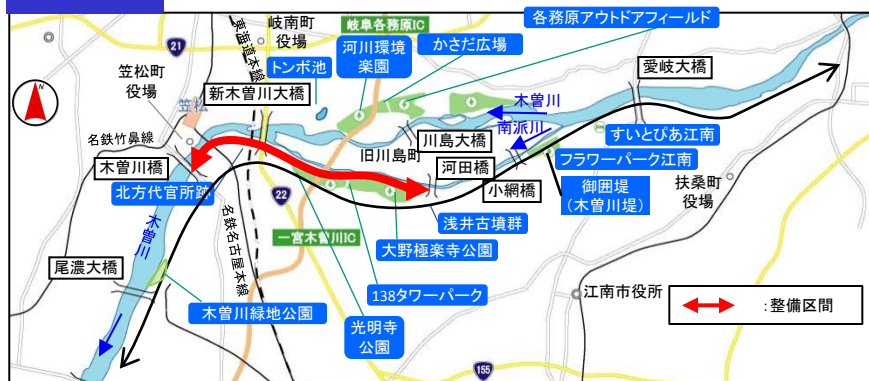 各務原アウトドアフィールド
岐南町
役場
岐阜各務原IC
河川環境
楽園
かさだ広場
21
東海道本線
トンボ池
愛岐大橋
笠松町
役場
新木曽川大橋
木曽川
N
笠松
南派川
川島大橋
すいとぴあ江南
名鉄竹鼻線
旧川島町
河田橋
フラワーパーク江南
木曽川橋
小網橋
御囲堤
(木曽川堤)
扶桑町
役場
北方代官所跡
22
浅井古墳群
木曽川
名鉄名古屋本線
一宮木曽川IC
大野極楽寺公園
尾濃大橋
138タワーパーク
江南市役所
木曽川緑地公園
光明寺
公園
:整備区間
155